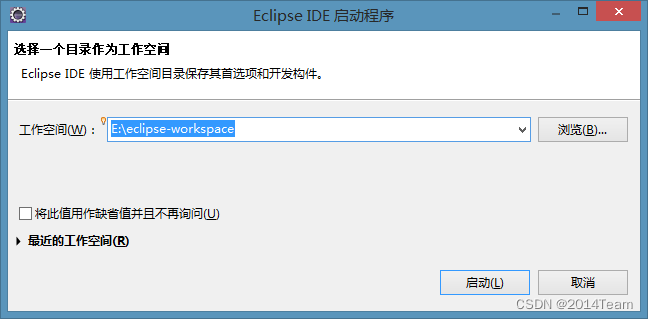 Eclipse IDE 启动程序
选择一个目录作为工作空间
Eclipse IDE 使用工作空间目录保存其首选项和开发构件。
工作空间(W)： E:\eclipse-workspace 浏览(B)...
将此值用作缺省值并且不再询问(U)
最近的工作空间(R)
启动(L) 取消
CSDN @2014Team